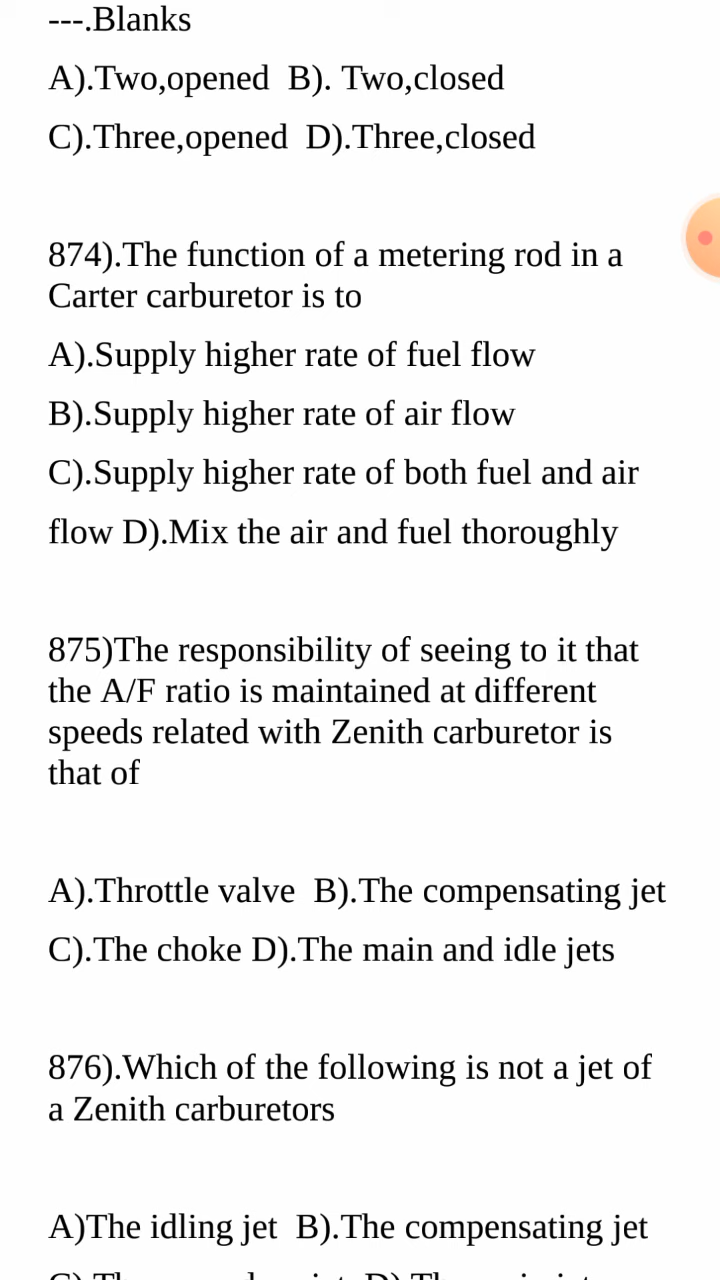 ---.Blanks
A).Two,opened  B). Two,closed
C).Three,opened  D).Three,closed
874).The function of a metering rod in a
Carter carburetor is to
A).Supply higher rate of fuel flow
B).Supply higher rate of air flow
C).Supply higher rate of both fuel and air
flow D).Mix the air and fuel thoroughly
875)The responsibility of seeing to it that
the A/F ratio is maintained at different
speeds related with Zenith carburetor is
that of
A).Throttle valve  B).The compensating jet
C).The choke D).The main and idle jets
876).Which of the following is not a jet of
a Zenith carburetors
A)The idling jet  B).The compensating jet